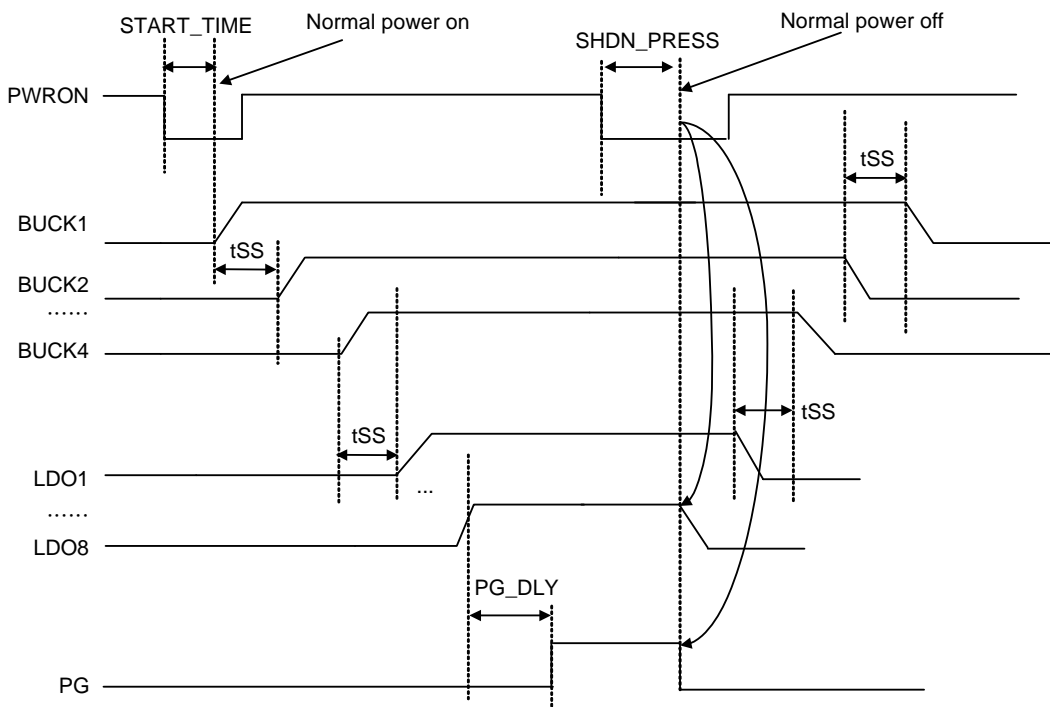 START_TIME
Normal power on
Normal power off
SHDN_PRESS
PWRON
tSS
BUCK1
tSS
BUCK2
......
BUCK4
tSS
tSS
LDO1
...
......
LDO8
PG_DLY
PG